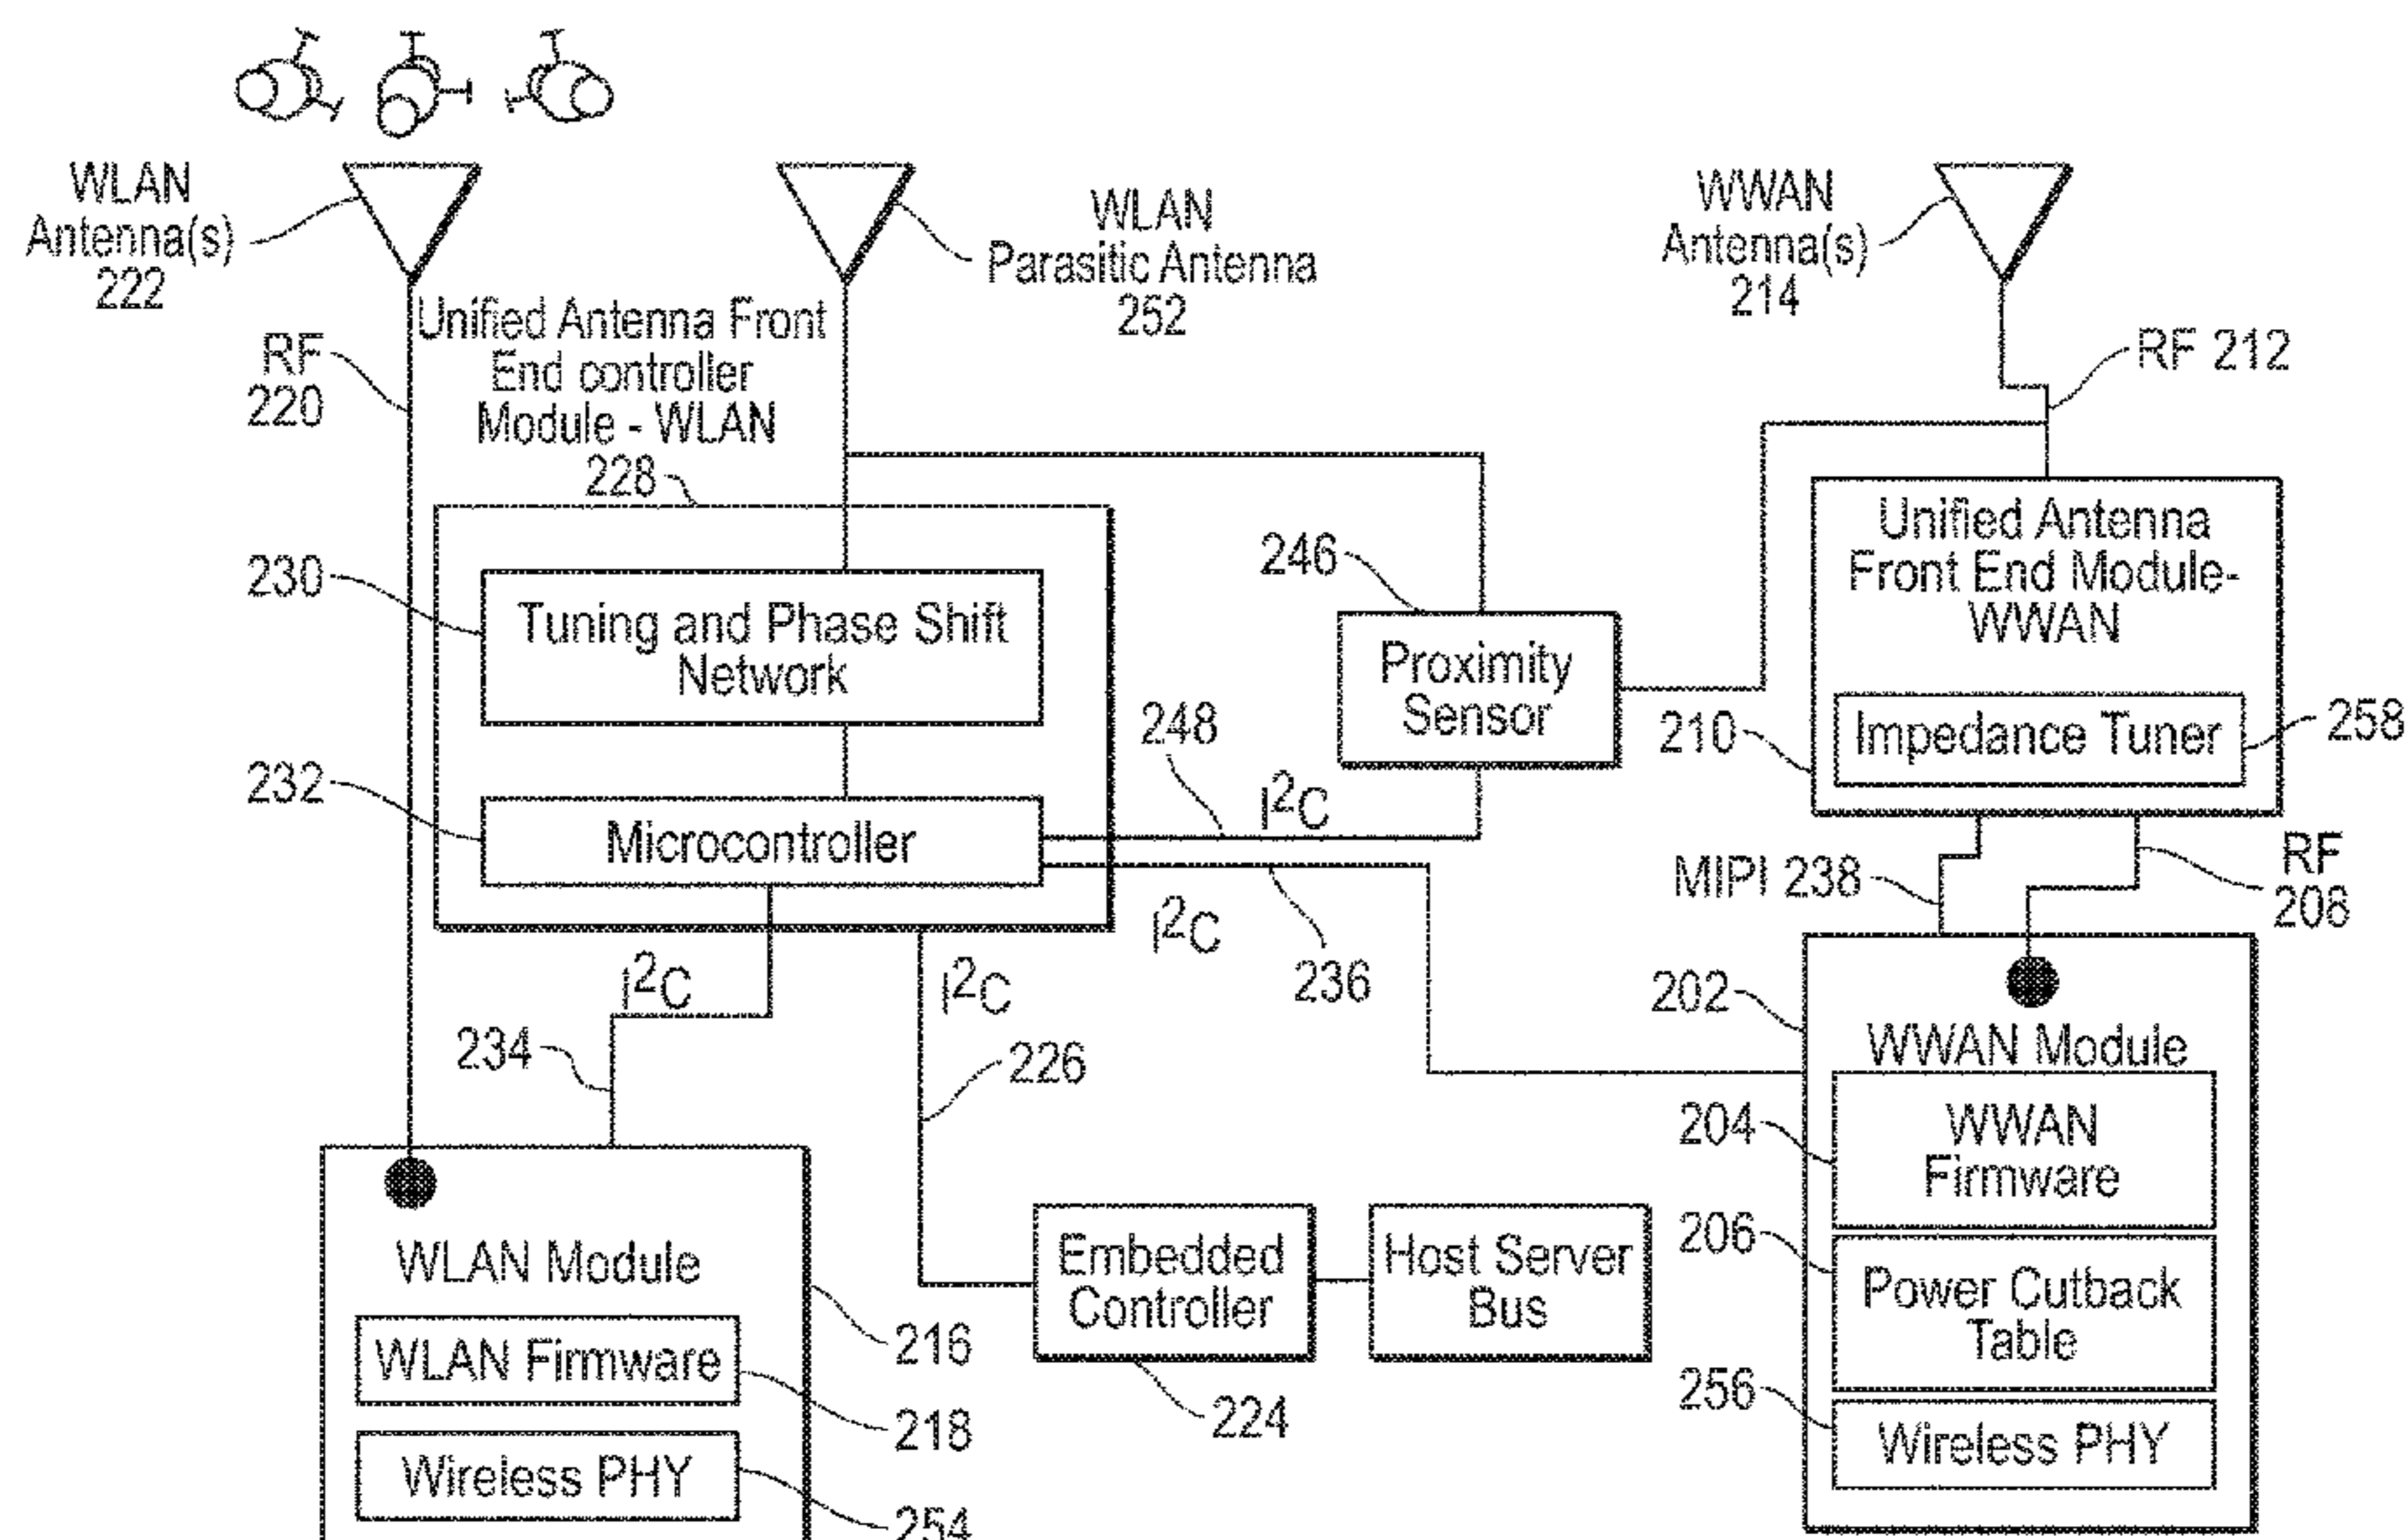 WLAN
Antenna(s)
222
WLAN
Parasitic Antenna
252
WWAN
Antenna(s)
214
RF
220
Unified Antenna Front
End controller
Module - WLAN
228
RF 212
230
Tuning and Phase Shift
Network
246
Proximity
Sensor
Unified Antenna
Front End Module-
WWAN
210
Impedance Tuner
258
232
Microcontroller
248
I2C
I2C
236
MIPI 238
RF
208
I2C
234
I2C
226
202
WWAN Module
204
WWAN
Firmware
206
Power Cutback
Table
256
Wireless PHY
WLAN Module
216
WLAN Firmware
218
Wireless PHY
254
Embedded
Controller
224
Host Server
Bus